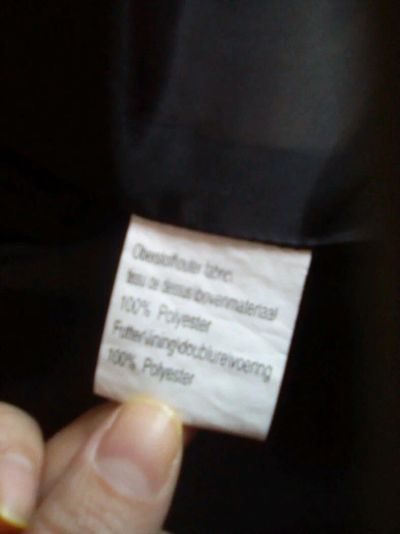 Oberstoff/outer fabric/
tissu de dessus/bovenmateriaal
100% Polyester
Futter/lining/doublure/voering
100% Polyester